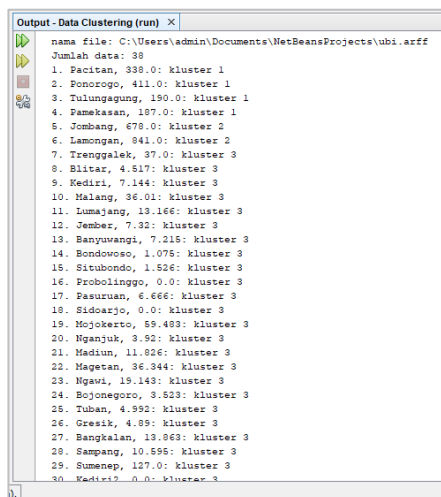 Output - Data Clustering (run) ×
nama file: C:\Users\admin\Documents\NetBeansProjects\ubi.arff
Jumlah data: 38
1. Pacitan, 338.0: kluster 1
2. Ponorogo, 411.0: kluster 1
3. Tulungagung, 190.0: kluster 1
4. Pamekasan, 187.0: kluster 1
5. Jombang, 678.0: kluster 2
6. Lamongan, 841.0: kluster 2
7. Trenggalek, 37.0: kluster 3
8. Blitar, 4.517: kluster 3
9. Kediri, 7.144: kluster 3
10. Malang, 36.01: kluster 3
11. Lumajang, 13.166: kluster 3
12. Jember, 7.32: kluster 3
13. Banyuwangi, 7.215: kluster 3
14. Bondowoso, 1.075: kluster 3
15. Situbondo, 1.526: kluster 3
16. Probolinggo, 0.0: kluster 3
17. Pasuruan, 6.666: kluster 3
18. Sidoarjo, 0.0: kluster 3
19. Mojokerto, 59.483: kluster 3
20. Nganjuk, 3.92: kluster 3
21. Madiun, 11.826: kluster 3
22. Magetan, 36.344: kluster 3
23. Ngawi, 19.143: kluster 3
24. Bojonegoro, 3.523: kluster 3
25. Tuban, 4.992: kluster 3
26. Gresik, 4.89: kluster 3
27. Bangkalan, 13.863: kluster 3
28. Sampang, 10.595: kluster 3
29. Sumenep, 127.0: kluster 3
30. Kediri2, 0.0: kluster 3